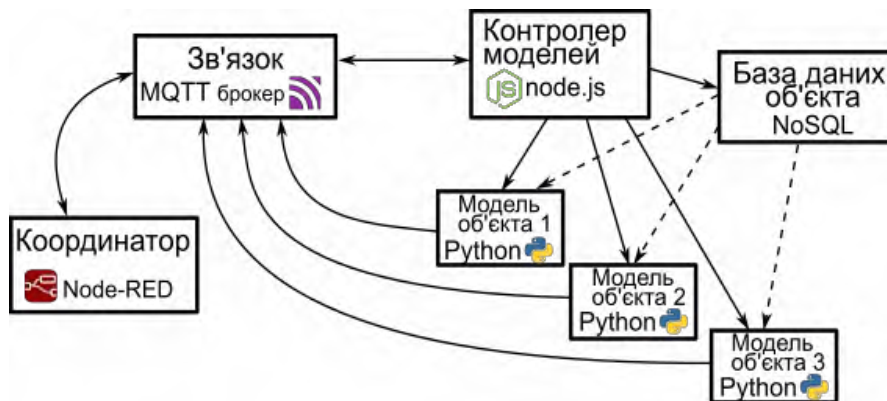 Зв'язок
MQTT брокер
Контролер
моделей
JS node.js
База даних
об'єкта
NoSQL
Координатор
Node-RED
Модель
об'єкта 1
Python
Модель
об'єкта 2
Python
Модель
об'єкта 3
Python